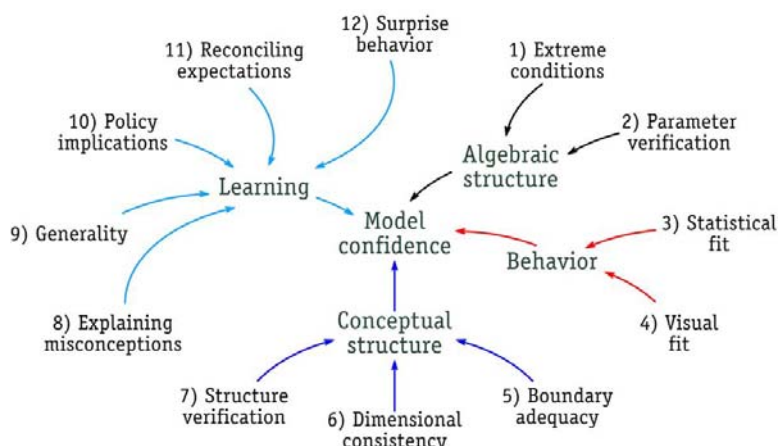 12) Surprise
behavior
11) Reconciling
expectations
1) Extreme
conditions
10) Policy
implications
2) Parameter
verification
Algebraic
structure
Learning
Model
confidence
9) Generality
3) Statistical
fit
Behavior
8) Explaining
misconceptions
Conceptual
structure
4) Visual
fit
7) Structure
verification
5) Boundary
adequacy
6) Dimensional
consistency